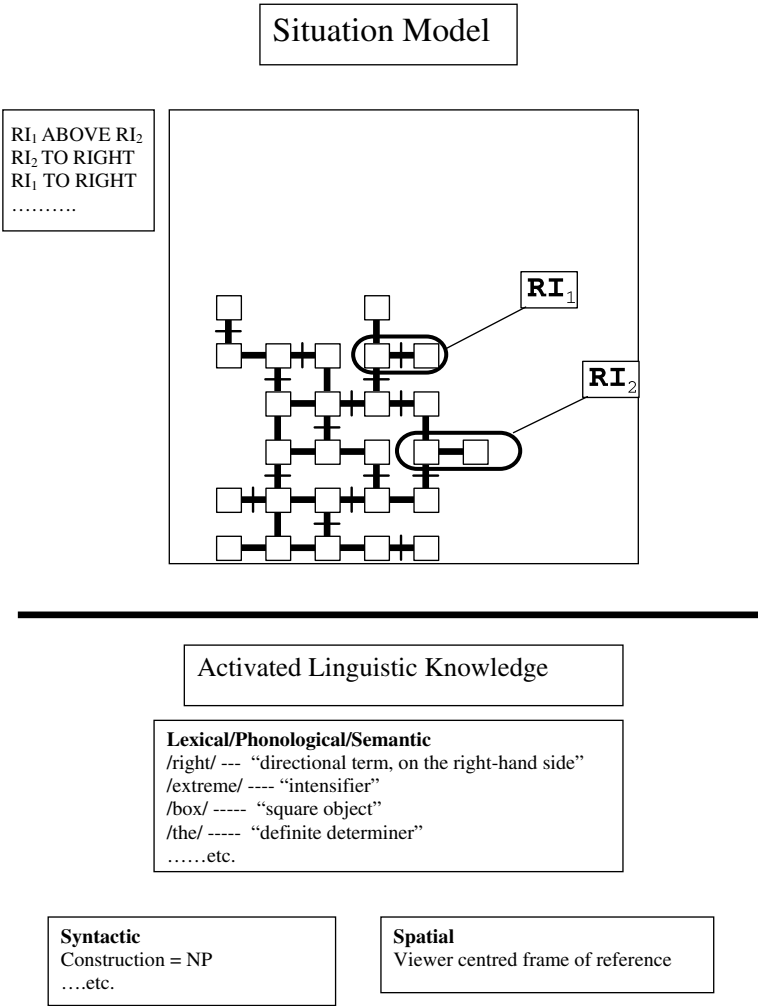 Situation Model
RI₁ ABOVE RI₂
RI₂ TO RIGHT
RI₁ TO RIGHT
……….
RI₁
RI₂
Activated Linguistic Knowledge
Lexical/Phonological/Semantic
/right/ --- “directional term, on the right-hand side”
/extreme/ ---- “intensifier”
/box/ ----- “square object”
/the/ ----- “definite determiner”
……etc.
Syntactic
Construction = NP
….etc.
Spatial
Viewer centred frame of reference